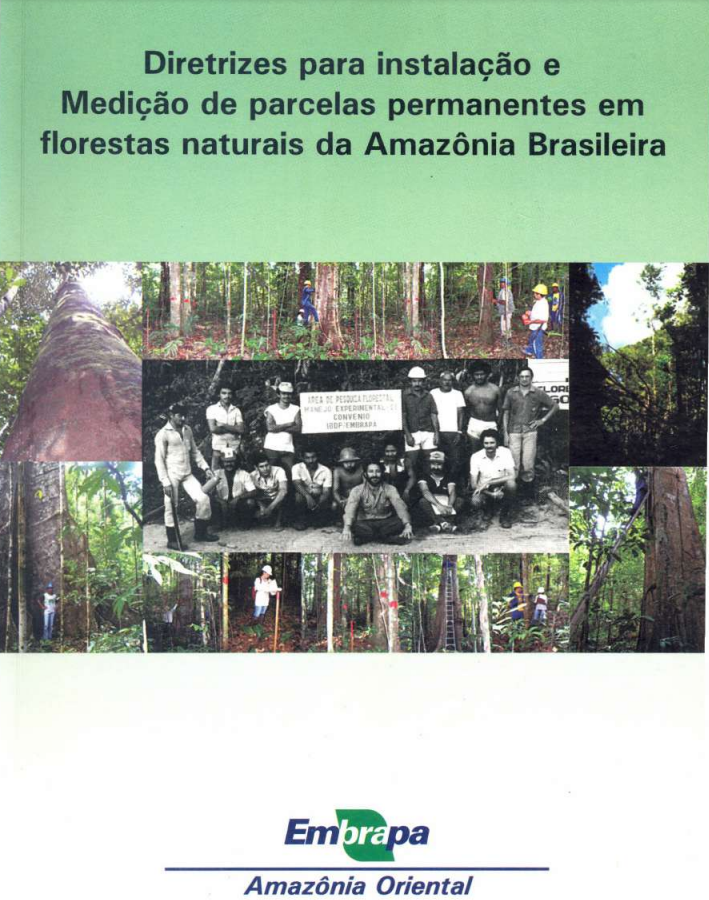 Diretrizes para instalação e
Medição de parcelas permanentes em
florestas naturais da Amazônia Brasileira
ÁREA DE PESQUISA FLORESTAL
MANEJO EXPERIMENTAL
CONVENIO
IBDF/EMBRAPA
Embrapa
Amazônia Oriental